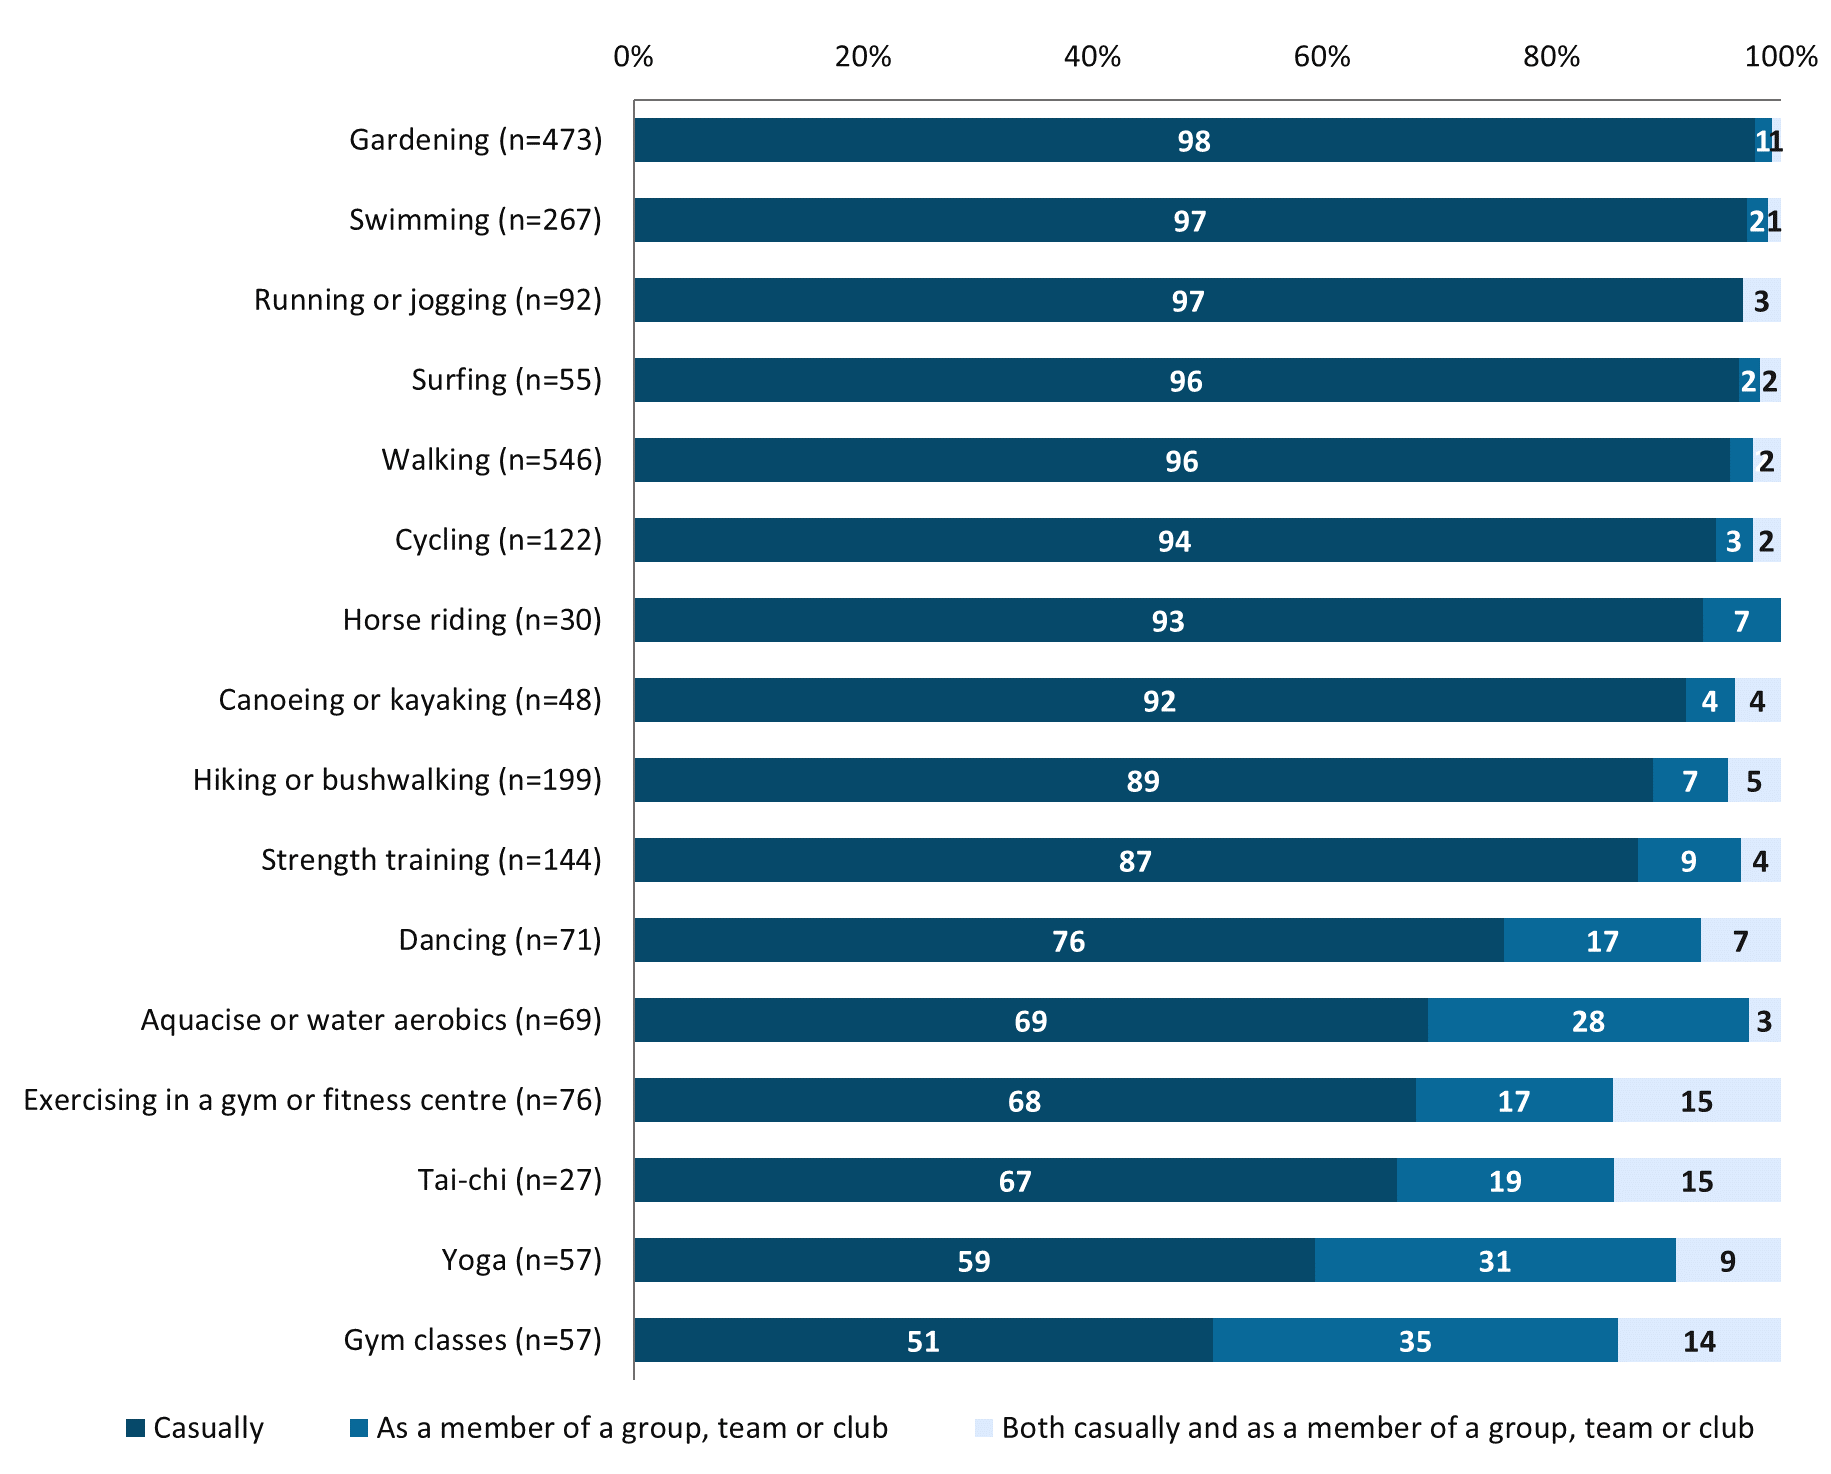 0% 20% 40% 60% 80% 100%
Gardening (n=473) 98 1 1
Swimming (n=267) 97 2 1
Running or jogging (n=92) 97 3
Surfing (n=55) 96 2 2
Walking (n=546) 96 2
Cycling (n=122) 94 3 2
Horse riding (n=30) 93 7
Canoeing or kayaking (n=48) 92 4 4
Hiking or bushwalking (n=199) 89 7 5
Strength training (n=144) 87 9 4
Dancing (n=71) 76 17 7
Aquacise or water aerobics (n=69) 69 28 3
Exercising in a gym or fitness centre (n=76) 68 17 15
Tai-chi (n=27) 67 19 15
Yoga (n=57) 59 31 9
Gym classes (n=57) 51 35 14
Casually As a member of a group, team or club Both casually and as a member of a group, team or club